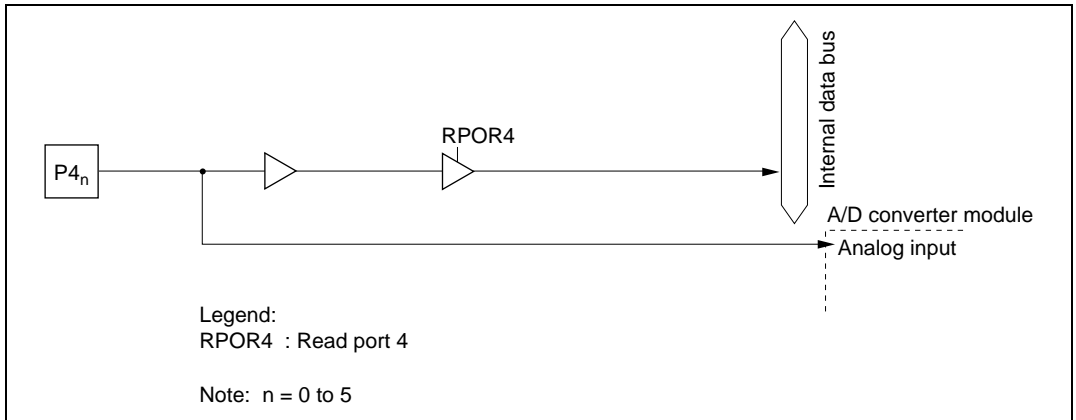 RPOR4
P4n
Internal data bus
A/D converter module
Analog input
Legend:
RPOR4 : Read port 4
Note: n = 0 to 5